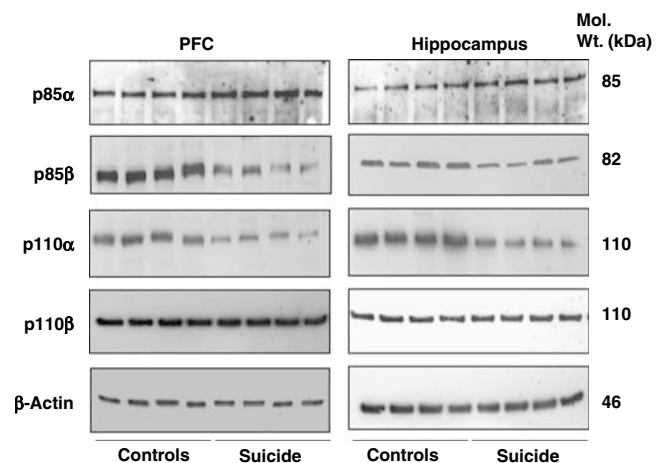 Mol.
PFC Hippocampus Wt. (kDa)
p85α 85
p85β 82
p110α 110
p110β 110
β-Actin 46
Controls Suicide Controls Suicide